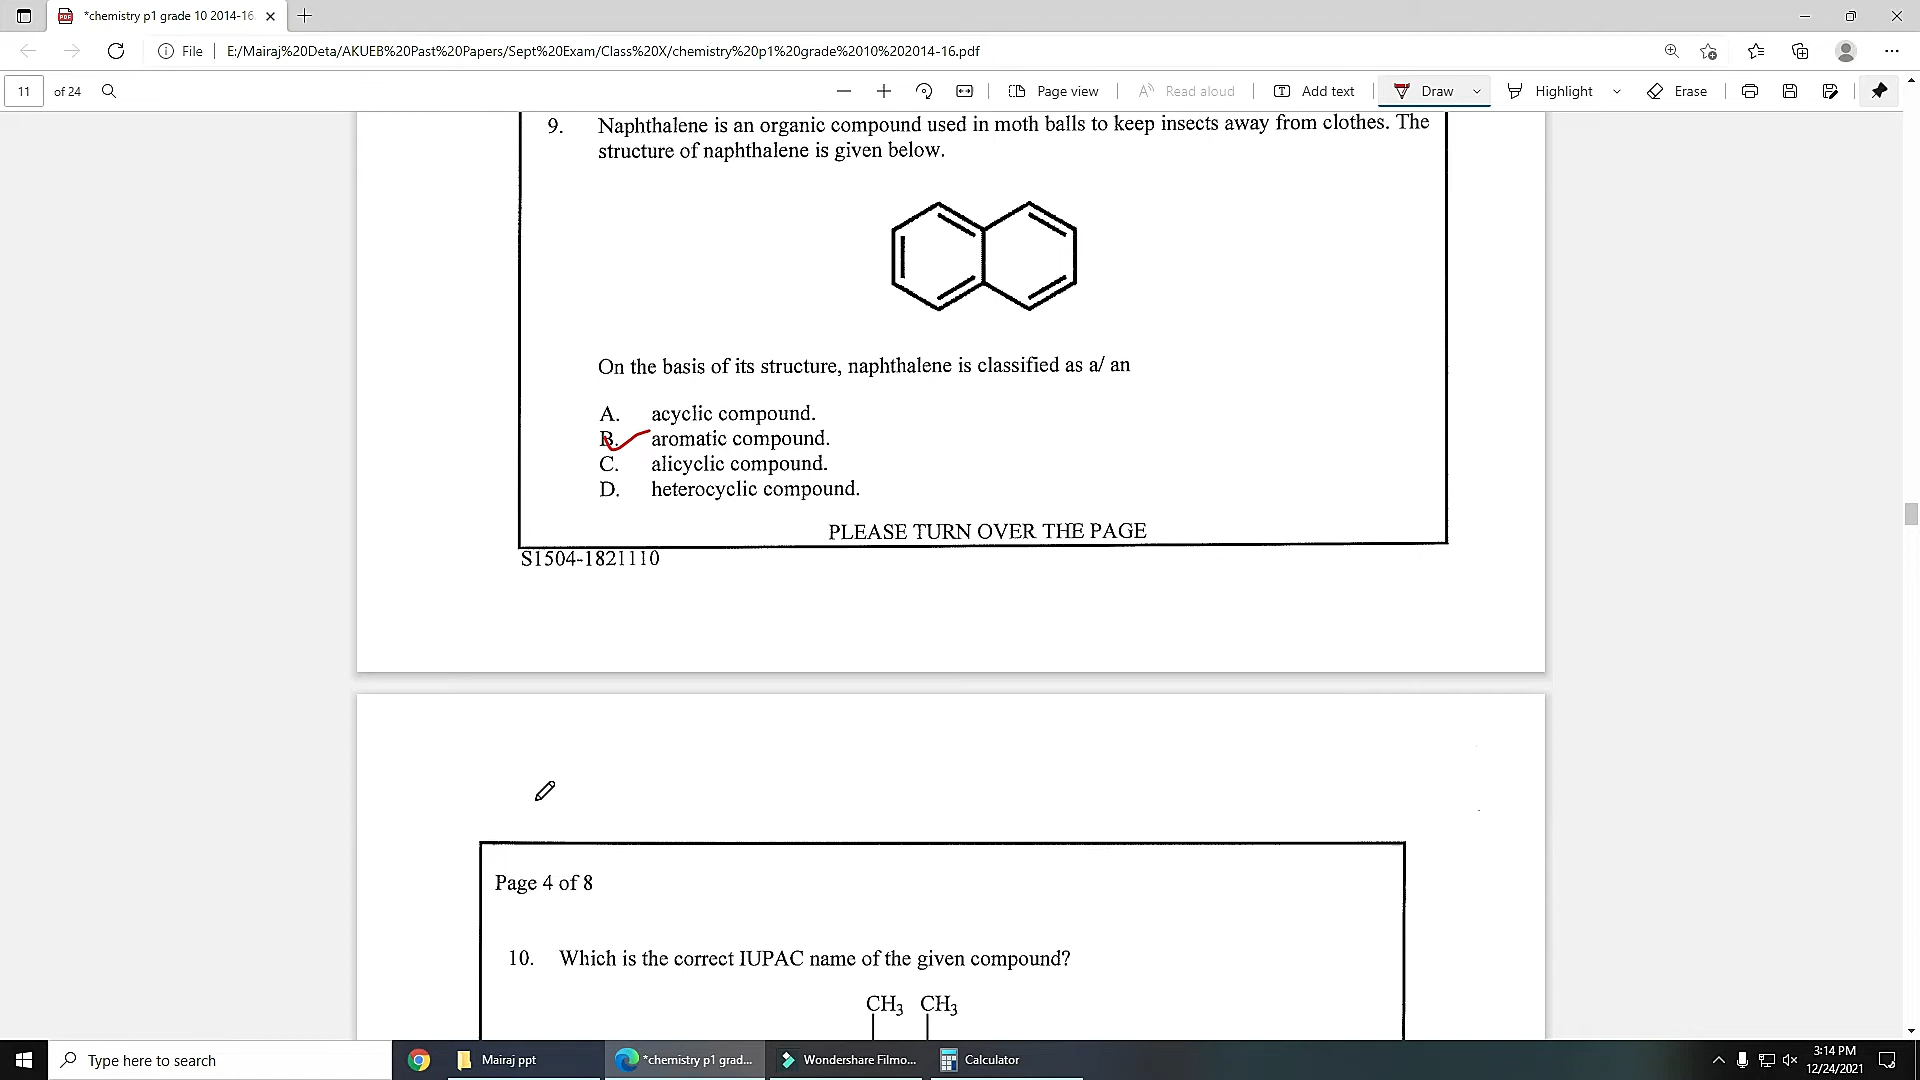 *chemistry p1 grade 10 2014-16.
File
E:/Mairaj%20Deta/AKUEB%20Past%20Papers/Sept%20Exam/Class%20X/chemistry%20p1%20grade%2010%202014-16.pdf
11 of 24
Page view
Read aloud
Add text
Draw
Highlight
Erase
9. Naphthalene is an organic compound used in moth balls to keep insects away from clothes. The
structure of naphthalene is given below.
On the basis of its structure, naphthalene is classified as a/ an
A. acyclic compound.
B. aromatic compound.
C. alicyclic compound.
D. heterocyclic compound.
PLEASE TURN OVER THE PAGE
S1504-1821110
Page 4 of 8
10. Which is the correct IUPAC name of the given compound?
CH₃ CH₃
Type here to search
Mairaj ppt
*chemistry p1 grad...
Wondershare Filmo...
Calculator
3:14 PM
12/24/2021